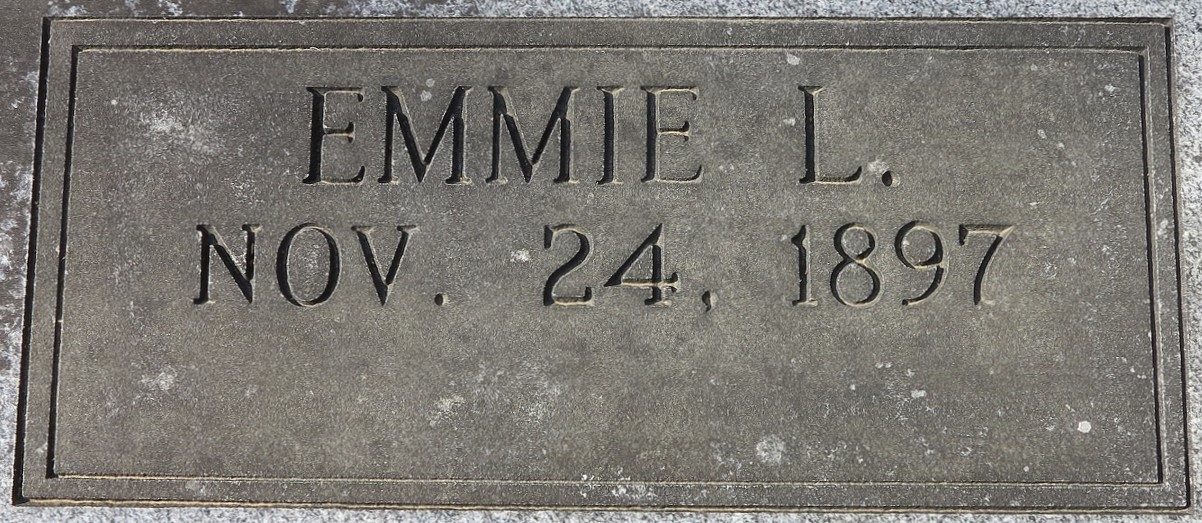 EMMIE L.
NOV. 24, 1897